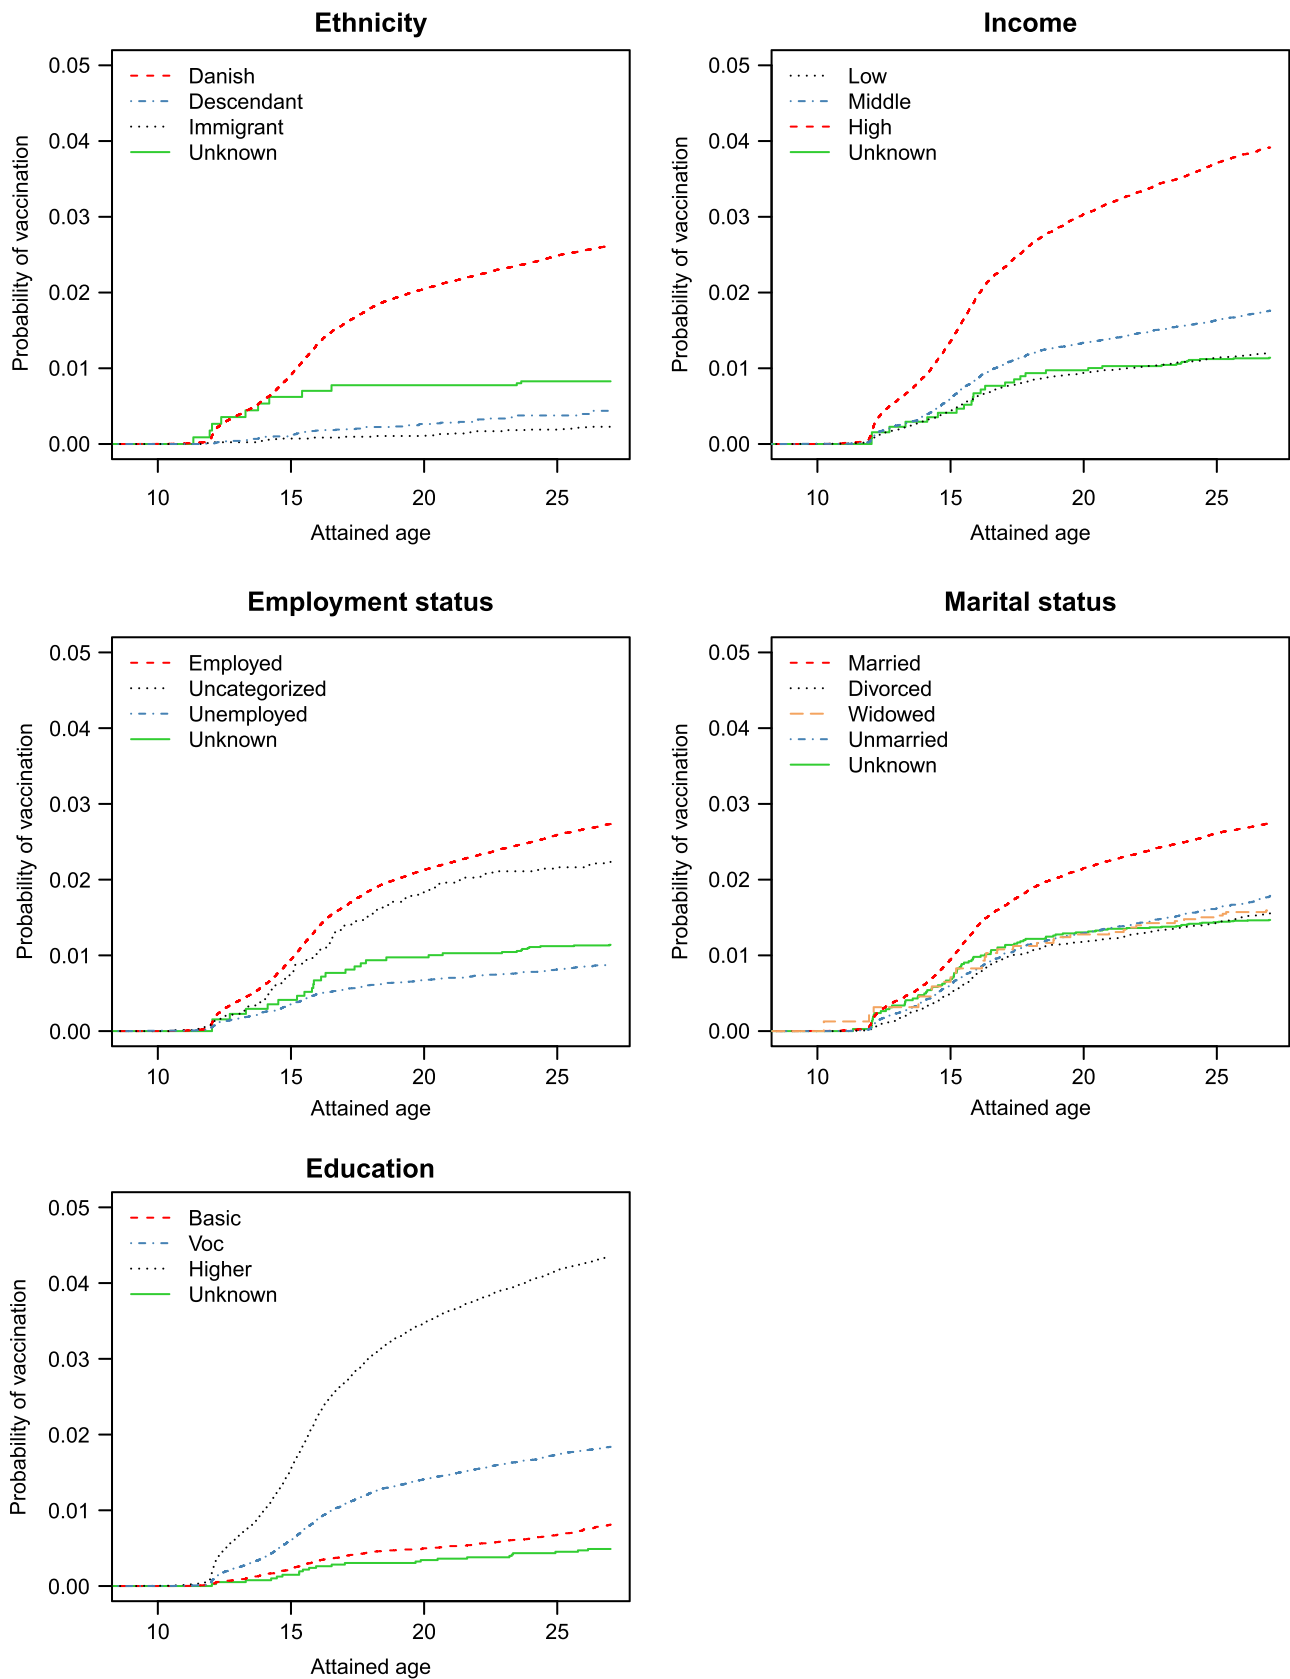 Ethnicity
0.05
0.04
0.03
0.02
0.01
0.00
Probability of vaccination
Danish
Descendant
Immigrant
Unknown
10 15 20 25
Attained age
Income
0.05
0.04
0.03
0.02
0.01
0.00
Probability of vaccination
Low
Middle
High
Unknown
10 15 20 25
Attained age
Employment status
0.05
0.04
0.03
0.02
0.01
0.00
Probability of vaccination
Employed
Uncategorized
Unemployed
Unknown
10 15 20 25
Attained age
Marital status
0.05
0.04
0.03
0.02
0.01
0.00
Probability of vaccination
Married
Divorced
Widowed
Unmarried
Unknown
10 15 20 25
Attained age
Education
0.05
0.04
0.03
0.02
0.01
0.00
Probability of vaccination
Basic
Voc
Higher
Unknown
10 15 20 25
Attained age